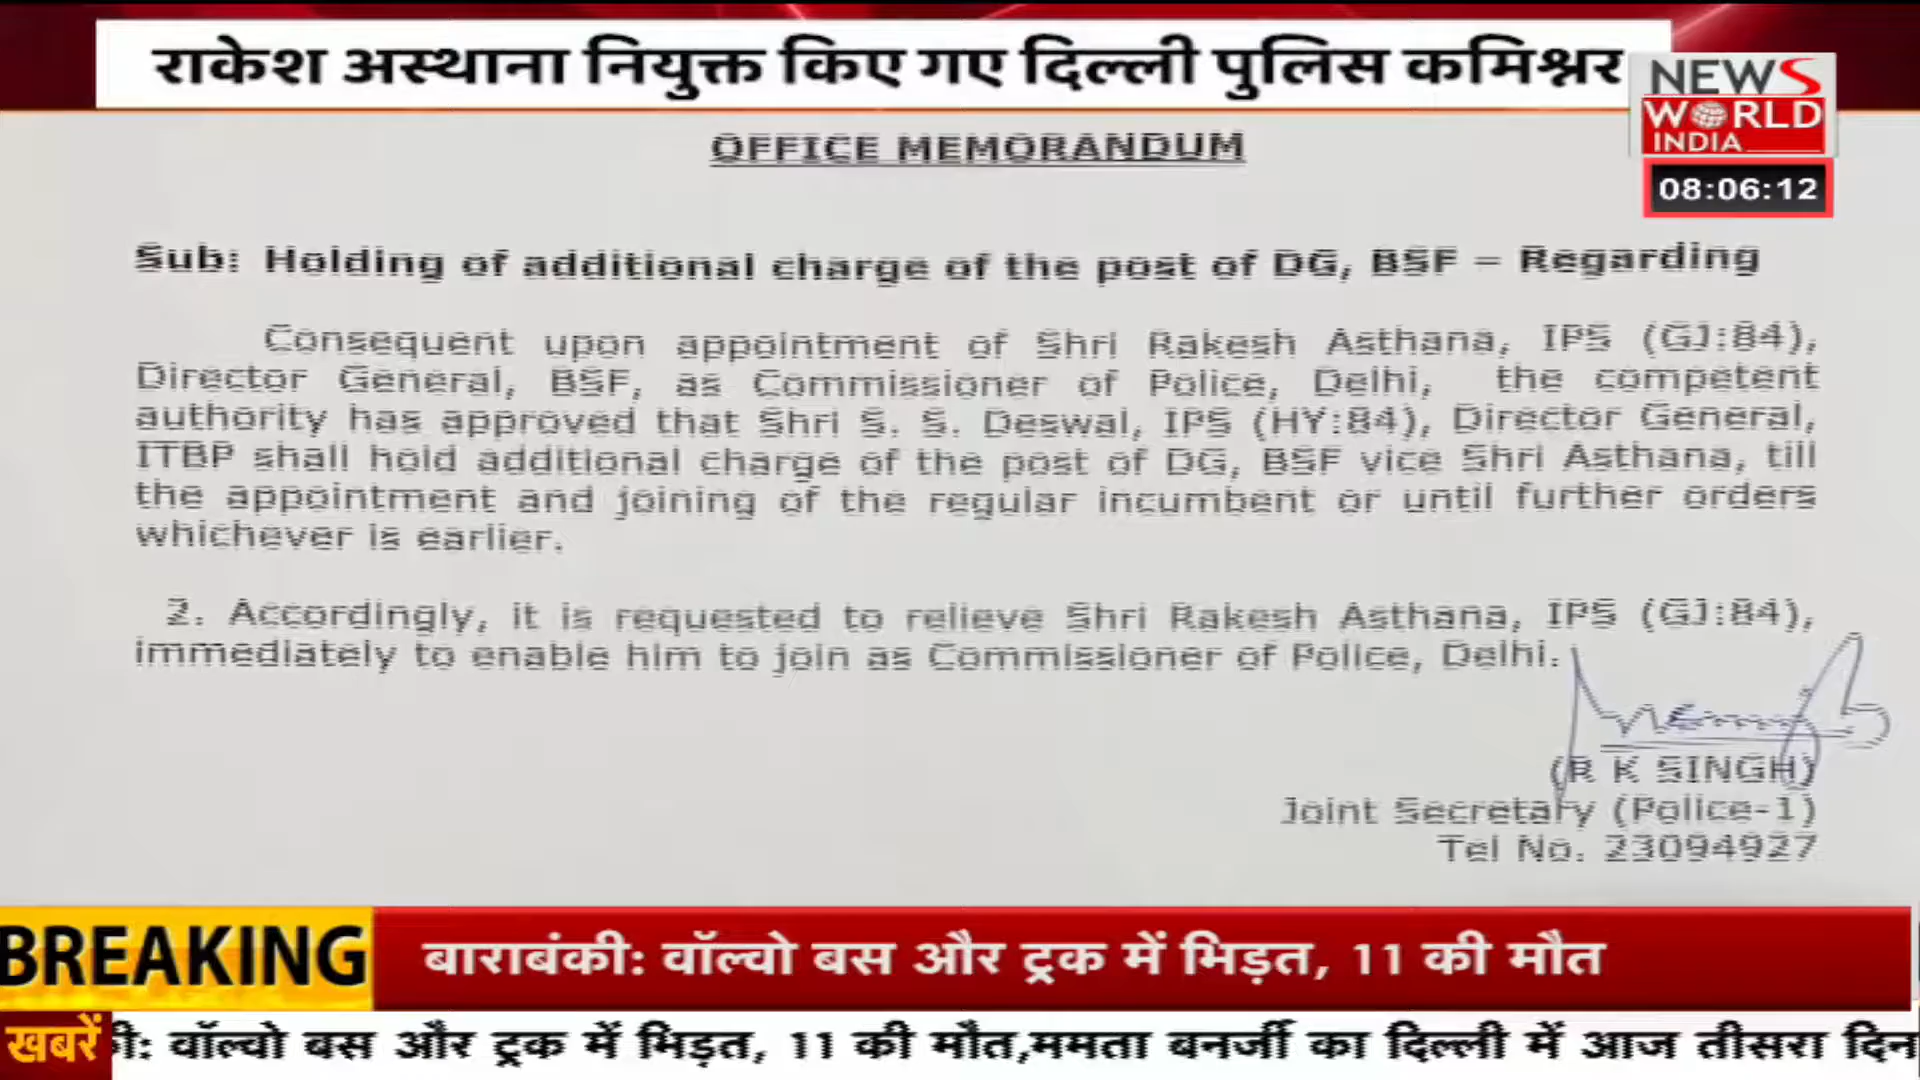 राकेश अस्थाना नियुक्त किए गए दिल्ली पुलिस कमिश्नर
NEWS
WORLD
INDIA
08:06:12
OFFICE MEMORANDUM
Sub: Holding of additional charge of the post of DG, BSF – Regarding
Consequent upon appointment of Shri Rakesh Asthana, IPS (GJ:84),
Director General, BSF, as Commissioner of Police, Delhi, the competent
authority has approved that Shri S. S. Deswal, IPS (HY:84), Director General,
ITBP shall hold additional charge of the post of DG, BSF vice Shri Asthana, till
the appointment and joining of the regular incumbent or until further orders
whichever is earlier.
2. Accordingly, it is requested to relieve Shri Rakesh Asthana, IPS (GJ:84),
immediately to enable him to join as Commissioner of Police, Delhi.
(R K SINGH)
Joint Secretary (Police-1)
Tel No. 23094927
BREAKING
बाराबंकी: वॉल्वो बस और ट्रक में भिड़त, 11 की मौत
खबरें
की: वॉल्वो बस और ट्रक में भिड़त, 11 की मौत,ममता बनर्जी का दिल्ली में आज तीसरा दिन